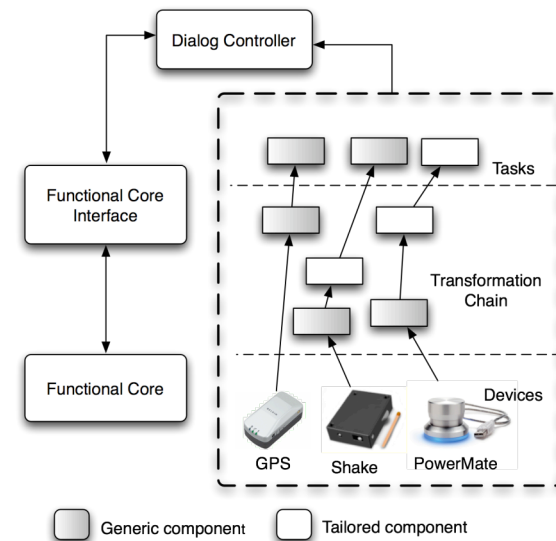 Dialog Controller
Functional Core
Interface
Functional Core
Tasks
Transformation
Chain
Devices
GPS
Shake
PowerMate
Generic component
Tailored component